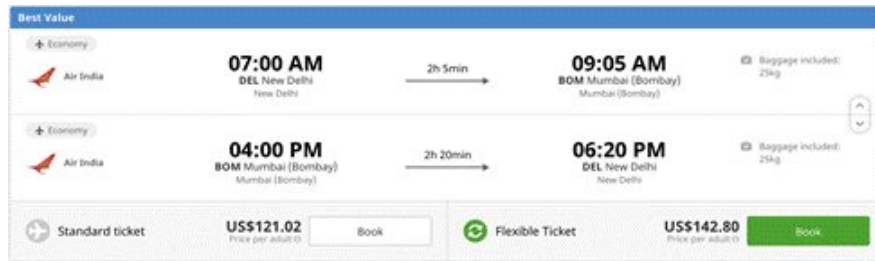 Best Value
Economy
Air India
07:00 AM
DEL New Delhi
New Delhi
2h 5min
09:05 AM
BOM Mumbai (Bombay)
Mumbai (Bombay)
Baggage included:
25kg
Economy
Air India
04:00 PM
BOM Mumbai (Bombay)
Mumbai (Bombay)
2h 20min
06:20 PM
DEL New Delhi
New Delhi
Baggage included:
25kg
Standard ticket
US$121.02
Price per adult
Book
Flexible Ticket
US$142.80
Price per adult
Book